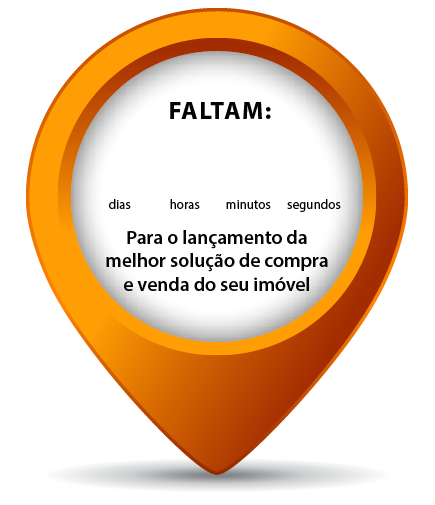 FALTAM:
dias horas minutos segundos
Para o lançamento da
melhor solução de compra
e venda do seu imóvel